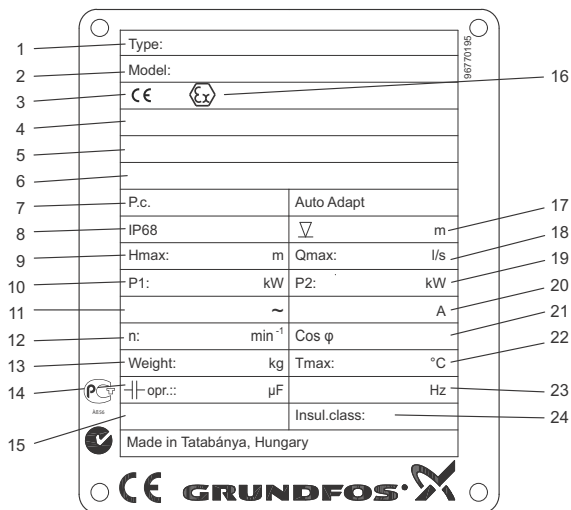 1 Type:
96770195
2 Model:
3 CE Ex 16
4
5
6
7 P.c. Auto Adapt
8 IP68 m 17
9 Hmax: m Qmax: l/s 18
10 P1: kW P2: kW 19
11 ~ A 20
12 n: min⁻¹ Cos φ 21
13 Weight: kg Tmax: °C 22
14 opr.:: µF Hz 23
15 Insul.class: 24
Made in Tatabánya, Hungary
CE GRUNDFOS